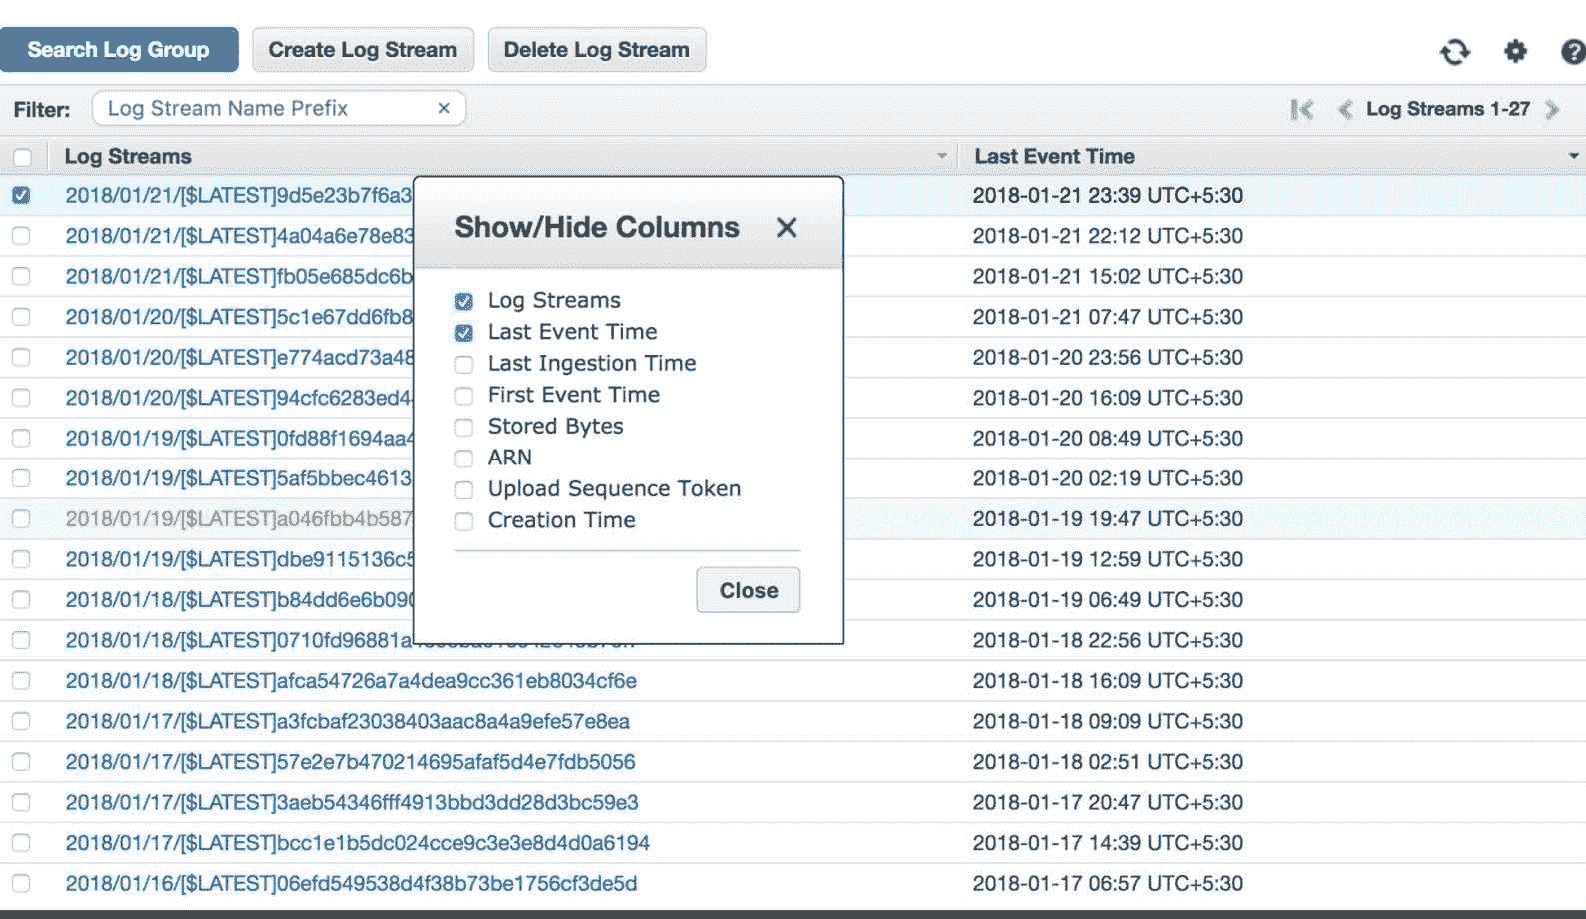 Search Log Group Create Log Stream Delete Log Stream
Filter: Log Stream Name Prefix × Log Streams 1-27
Log Streams Last Event Time
2018/01/21/[$LATEST]9d5e23b7f6a3 2018-01-21 23:39 UTC+5:30
2018/01/21/[$LATEST]4a04a6e78e83 2018-01-21 22:12 UTC+5:30
2018/01/21/[$LATEST]fb05e685dc6b 2018-01-21 15:02 UTC+5:30
2018/01/20/[$LATEST]5c1e67dd6fb8 2018-01-21 07:47 UTC+5:30
2018/01/20/[$LATEST]e774acd73a48 2018-01-20 23:56 UTC+5:30
2018/01/20/[$LATEST]94cfc6283ed4 2018-01-20 16:09 UTC+5:30
2018/01/19/[$LATEST]0fd88f1694aa4 2018-01-20 08:49 UTC+5:30
2018/01/19/[$LATEST]5af5bbec4613 2018-01-20 02:19 UTC+5:30
2018/01/19/[$LATEST]a046fbb4b587 2018-01-19 19:47 UTC+5:30
2018/01/19/[$LATEST]dbe9115136c5 2018-01-19 12:59 UTC+5:30
2018/01/18/[$LATEST]b84dd6e6b090 2018-01-19 06:49 UTC+5:30
2018/01/18/[$LATEST]0710fd96881a 2018-01-18 22:56 UTC+5:30
2018/01/18/[$LATEST]afca54726a7a4dea9cc361eb8034cf6e 2018-01-18 16:09 UTC+5:30
2018/01/17/[$LATEST]a3fcbaf23038403aac8a4a9efe57e8ea 2018-01-18 09:09 UTC+5:30
2018/01/17/[$LATEST]57e2e7b470214695afaf5d4e7fdb5056 2018-01-18 02:51 UTC+5:30
2018/01/17/[$LATEST]3aeb54346fff4913bbd3dd28d3bc59e3 2018-01-17 20:47 UTC+5:30
2018/01/17/[$LATEST]bcc1e1b5dc024cce9c3e3e8d4d0a6194 2018-01-17 14:39 UTC+5:30
2018/01/16/[$LATEST]06efd549538d4f38b73be1756cf3de5d 2018-01-17 06:57 UTC+5:30
Show/Hide Columns
Log Streams
Last Event Time
Last Ingestion Time
First Event Time
Stored Bytes
ARN
Upload Sequence Token
Creation Time
Close